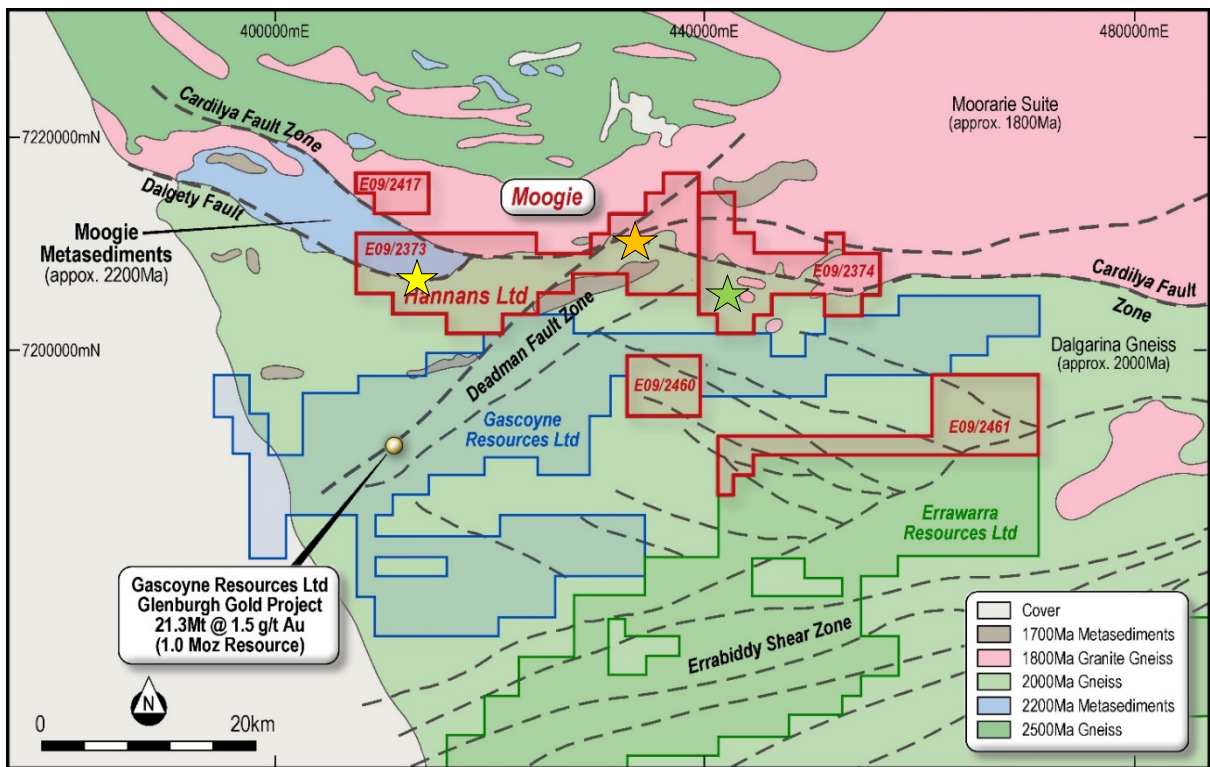 400000mE
440000mE
480000mE
Cardilya Fault Zone
Moorarie Suite
(approx. 1800Ma)
7220000mN
E09/2417
Moogie
Dalgety Fault
Moogie
Metasediments
(appox. 2200Ma)
E09/2373
E09/2374
Hannans Ltd
Cardilya Fault
Zone
Deadman Fault Zone
7200000mN
Dalgarina Gneiss
(approx. 2000Ma)
E09/2460
Gascoyne
Resources Ltd
E09/2461
Errawarra
Resources Ltd
Gascoyne Resources Ltd
Glenburgh Gold Project
21.3Mt @ 1.5 g/t Au
(1.0 Moz Resource)
Errabiddy Shear Zone
Cover
1700Ma Metasediments
1800Ma Granite Gneiss
2000Ma Gneiss
2200Ma Metasediments
2500Ma Gneiss
N
0
20km